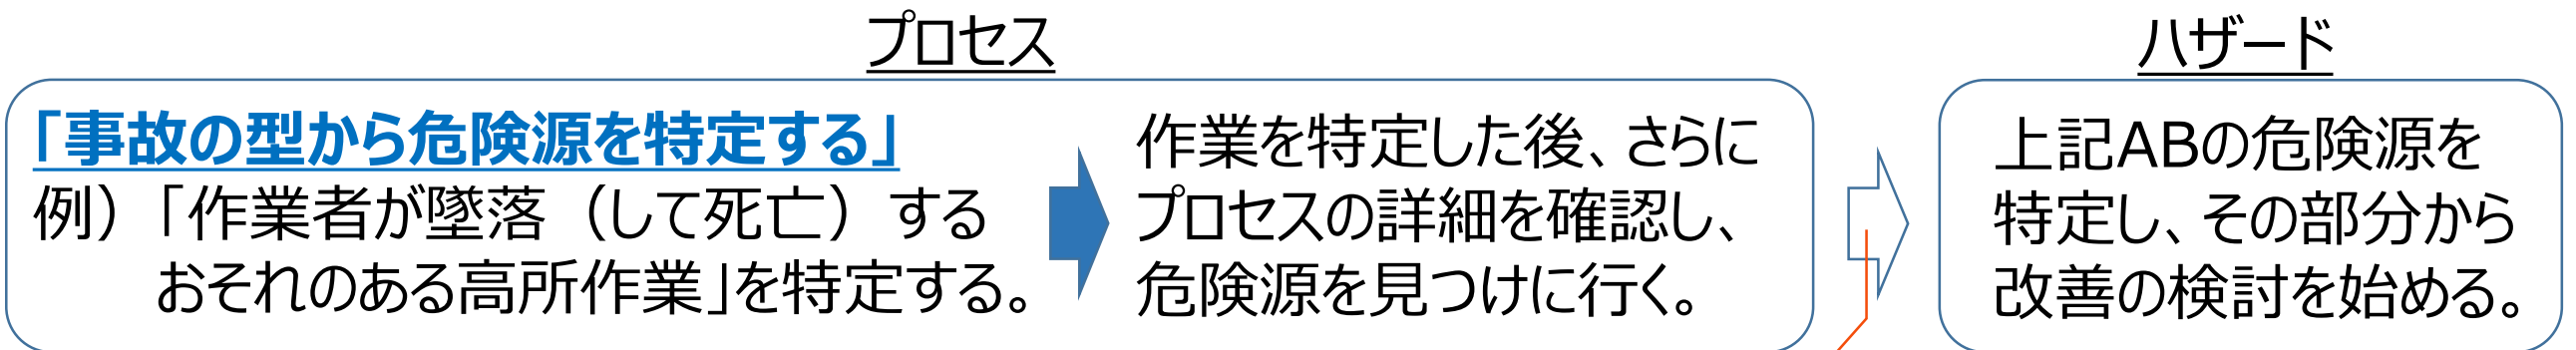 プロセス
「事故の型から危険源を特定する」
例）「作業者が墜落（して死亡）する
おそれのある高所作業」を特定する。
作業を特定した後、さらに
プロセスの詳細を確認し、
危険源を見つけに行く。
ハザード
上記ABの危険源を
特定し、その部分から
改善の検討を始める。